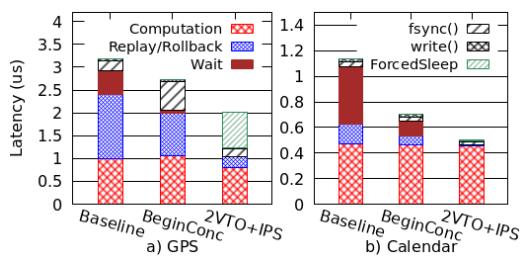 4
3.5
3
2.5
2
1.5
1
0.5
0
Latency (us)
Computation
Replay/Rollback
Wait
Baseline
BeginConc
2VTO+IPS
a) GPS
1.4
1.2
1
0.8
0.6
0.4
0.2
0
fsync()
write()
ForcedSleep
Baseline
BeginConc
2VTO+IPS
b) Calendar